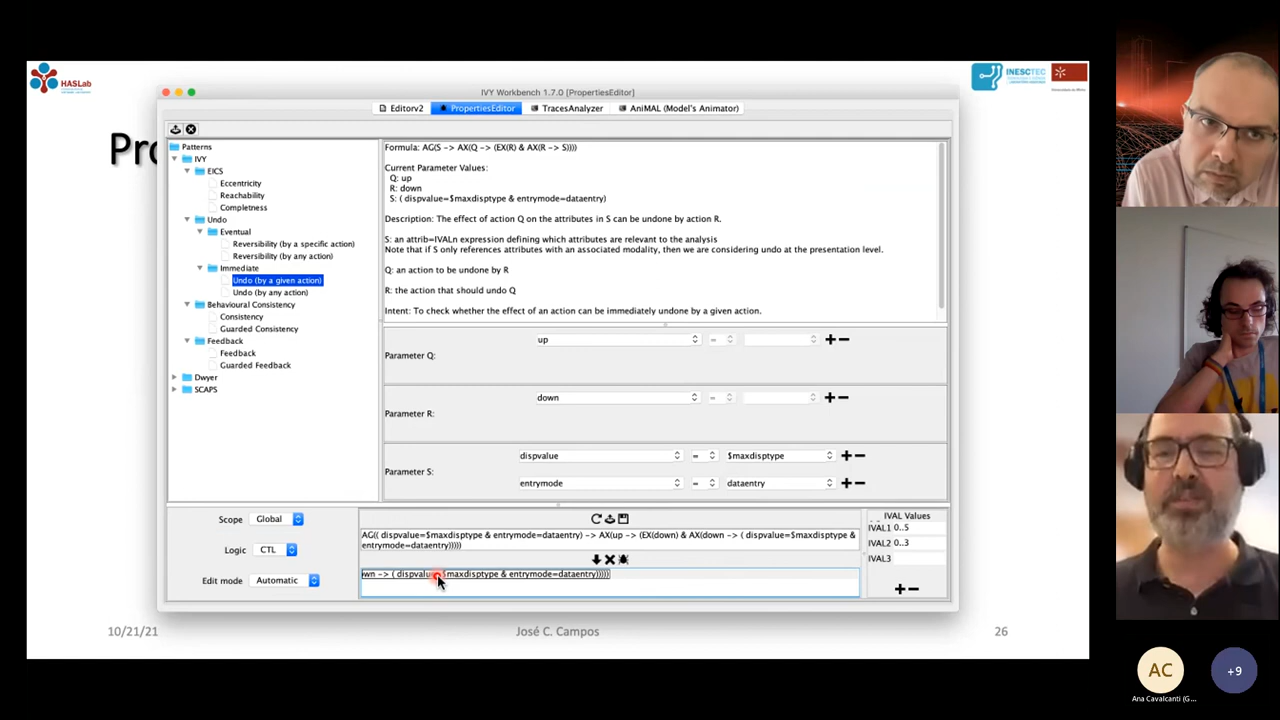 HASLab
INESCTEC
Pro
IVY Workbench 1.7.0 [PropertiesEditor]
Editorv2
PropertiesEditor
TracesAnalyzer
AniMAL (Model's Animator)
Patterns
IVY
EICS
Eccentricity
Reachability
Completness
Undo
Eventual
Reversibility (by a specific action)
Reversibility (by any action)
Immediate
Undo (by a given action)
Undo (by any action)
Behavioural Consistency
Consistency
Guarded Consistency
Feedback
Feedback
Guarded Feedback
Dwyer
SCAPS
Formula: AG(S -> AX(Q -> (EX(R) & AX(R -> S))))
Current Parameter Values:
Q: up
R: down
S: ( dispvalue=$maxdisptype & entrymode=dataentry)
Description: The effect of action Q on the attributes in S can be undone by action R.
S: an attrib=IVALn expression defining which attributes are relevant to the analysis
Note that if S only references attributes with an associated modality, then we are considering undo at the presentation level.
Q: an action to be undone by R
R: the action that should undo Q
Intent: To check whether the effect of an action can be immediately undone by a given action.
Parameter Q:
up
=
Parameter R:
down
=
Parameter S:
dispvalue = $maxdisptype
entrymode = dataentry
Scope Global
Logic CTL
Edit mode Automatic
AG(( dispvalue=$maxdisptype & entrymode=dataentry) -> AX(up -> (EX(down) & AX(down -> ( dispvalue=$maxdisptype &
entrymode=dataentry)))))
wn -> ( dispvalue=$maxdisptype & entrymode=dataentry)))))
IVAL Values
IVAL1 0..5
IVAL2 0..3
IVAL3
10/21/21
José C. Campos
26
AC
Ana Cavalcanti (G...
+9